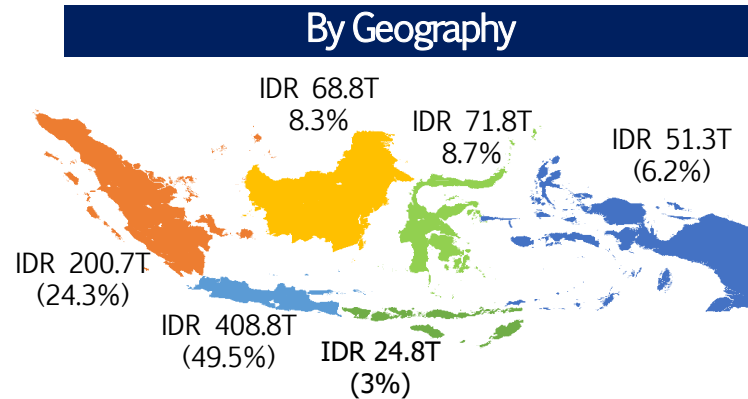 By Geography
IDR 68.8T
8.3%
IDR 71.8T
8.7%
IDR 51.3T
(6.2%)
IDR 200.7T
(24.3%)
IDR 408.8T
(49.5%)
IDR 24.8T
(3%)